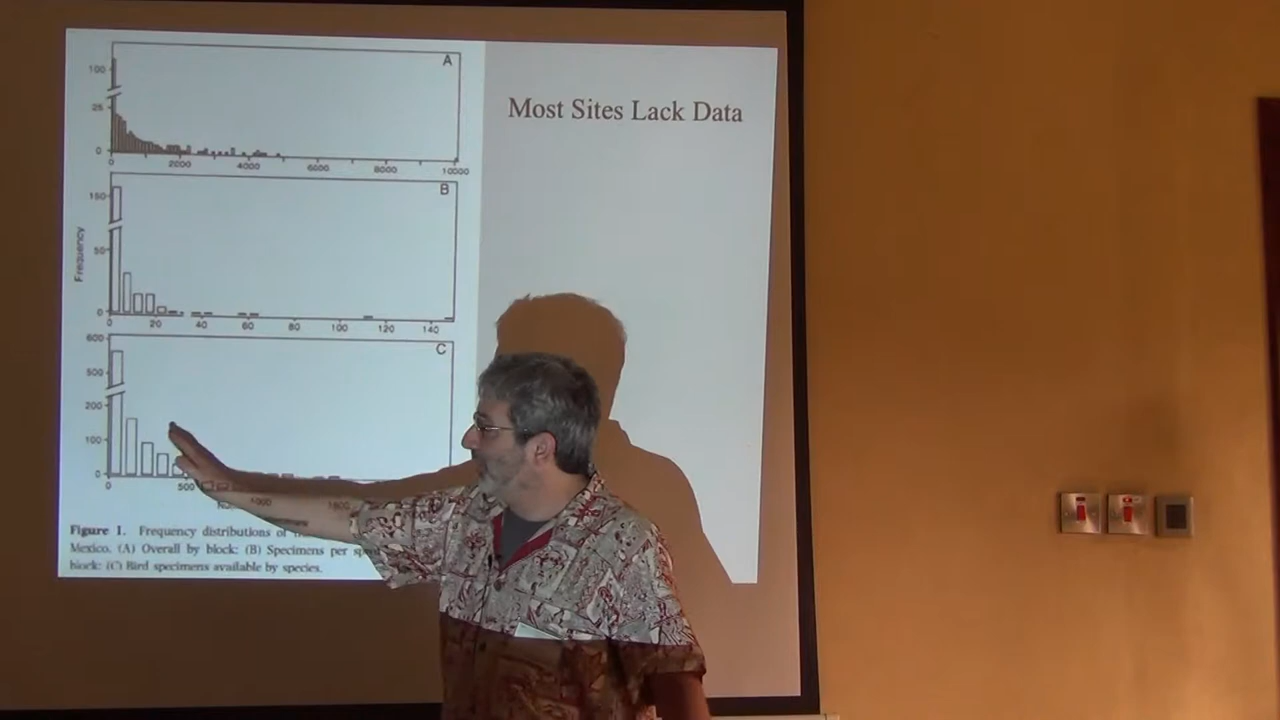 Most Sites Lack Data
A
100
25
0
0 2000 4000 6000 8000 10000
B
150
50
0
0 20 40 60 80 100 120 140
Frequency
C
600
500
200
100
0
0 500 1000
Figure 1. Frequency distributions of
Mexico. (A) Overall by block: (B) Specimens per
block: (C) Bird specimens available by species.